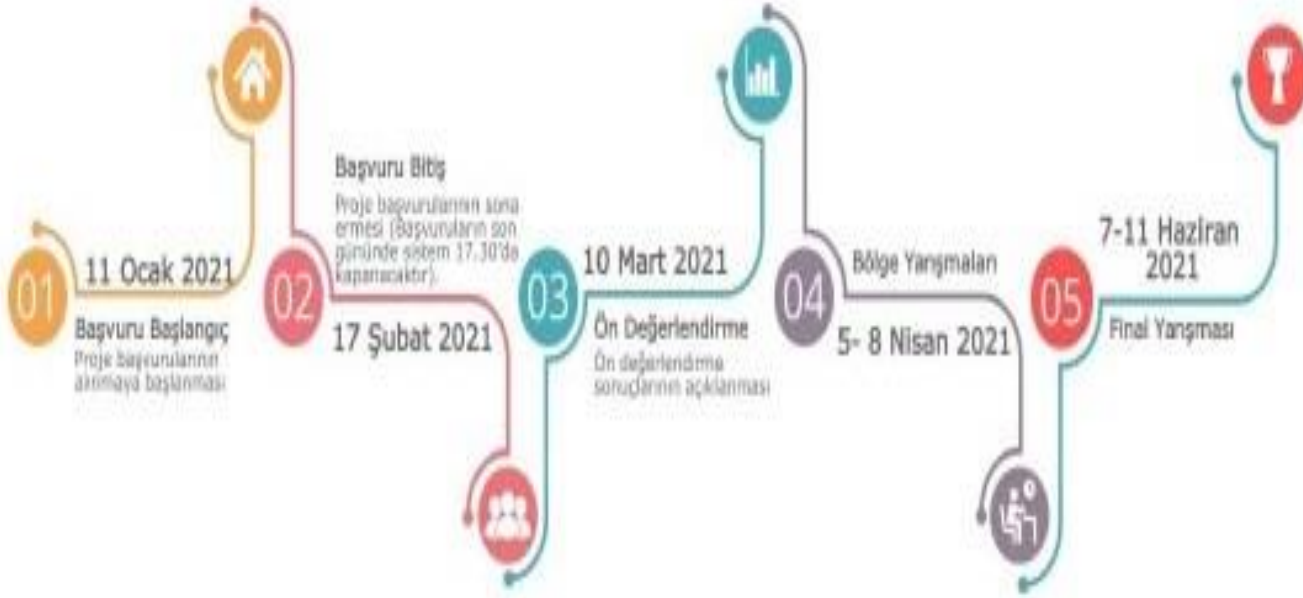 01
11 Ocak 2021
Başvuru Başlangıç
Proje başvurularının
alınmaya başlanması
02
Başvuru Bitiş
Proje başvurularının sona
ermesi (Başvuruların son
gününde sistem 17.30'da
kapanacaktır).
17 Şubat 2021
03
10 Mart 2021
Ön Değerlendirme
Ön değerlendirme
sonuçlarının açıklanması
04
Bölge Yarışmaları
5- 8 Nisan 2021
05
7-11 Haziran
2021
Final Yarışması